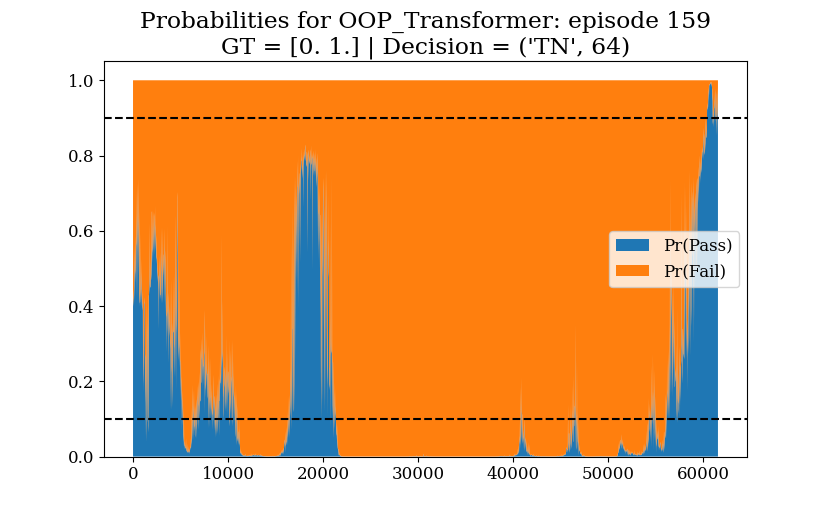 Probabilities for OOP_Transformer: episode 159
GT = [0. 1.] | Decision = ('TN', 64)
1.0
0.8
0.6
0.4
0.2
0.0
Pr(Pass)
Pr(Fail)
0 10000 20000 30000 40000 50000 60000